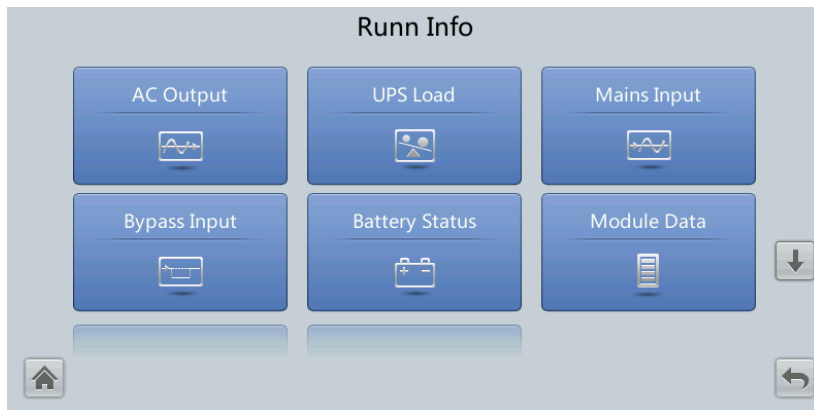 Runn Info
AC Output
UPS Load
Mains Input
Bypass Input
Battery Status
Module Data